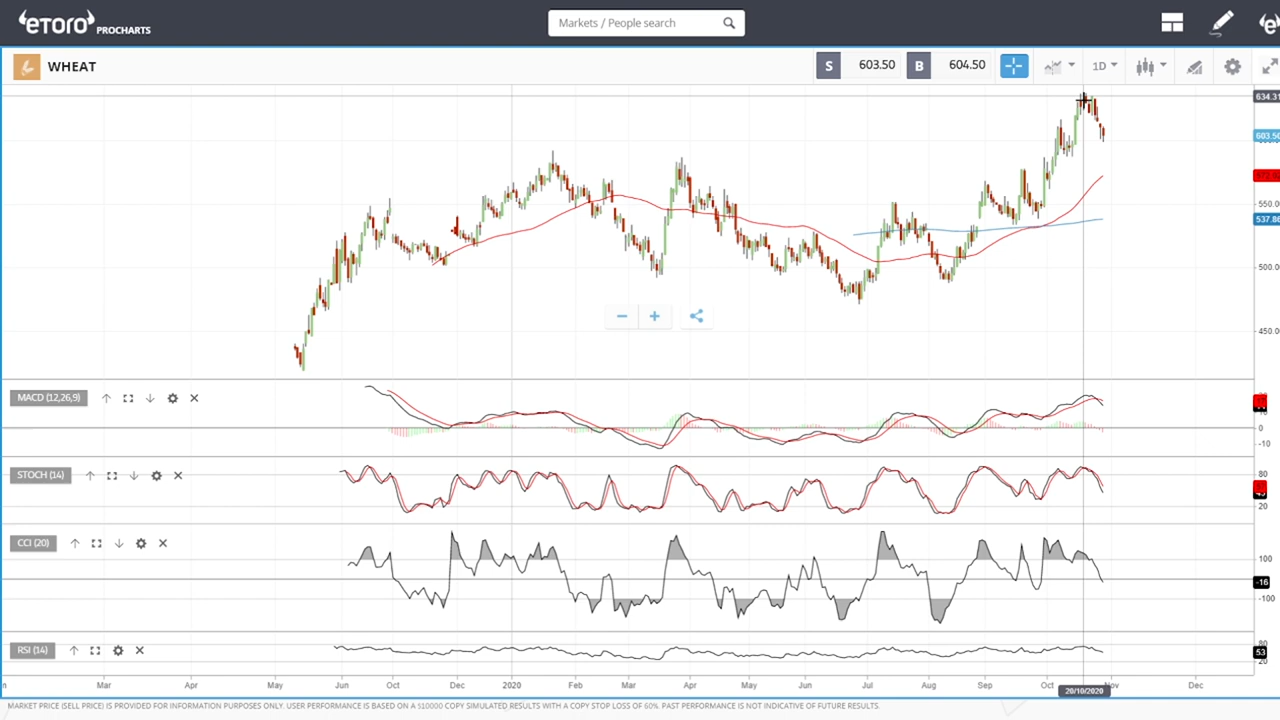 eToro PROCHARTS
Markets / People search
WHEAT
S 603.50 B 604.50
1D
634.31
603.50
550.00
537.86
500.00
450.00
MACD (12,26,9)
0
-10
STOCH (14)
80
20
CCI (20)
100
-16
-100
RSI (14)
80
53
20
Mar Apr May Jun Oct Dec 2020 Feb Mar Apr May Jun Jul Aug Sep Oct Nov Dec
20/10/2020
MARKET PRICE (SELL PRICE) IS PROVIDED FOR INFORMATION PURPOSES ONLY. USER PERFORMANCE IS BASED ON A $10000 COPY SIMULATED RESULTS WITH A COPY STOP LOSS OF 60%. PAST PERFORMANCE IS NOT INDICATIVE OF FUTURE RESULTS.